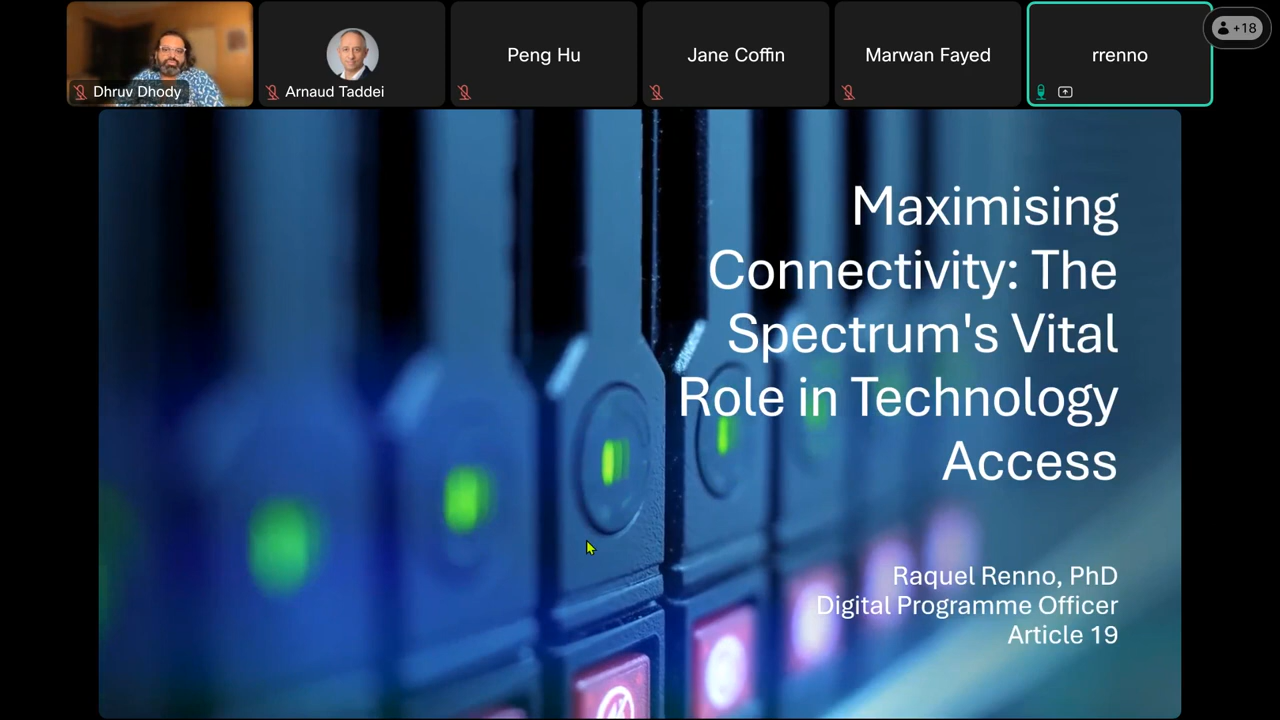 Dhruv Dhody
Arnaud Taddei
Peng Hu
Jane Coffin
Marwan Fayed
rrenno
+18
Maximising
Connectivity: The
Spectrum's Vital
Role in Technology
Access
Raquel Renno, PhD
Digital Programme Officer
Article 19